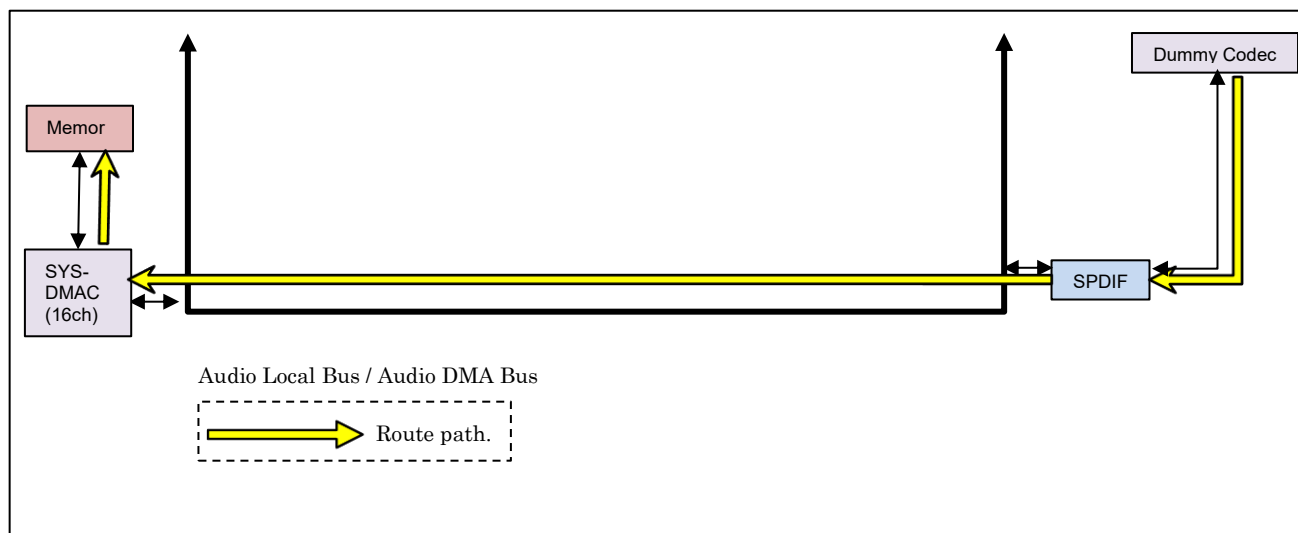 Dummy Codec
Memor
SYS-
DMAC
(16ch)
SPDIF
Audio Local Bus / Audio DMA Bus
Route path.